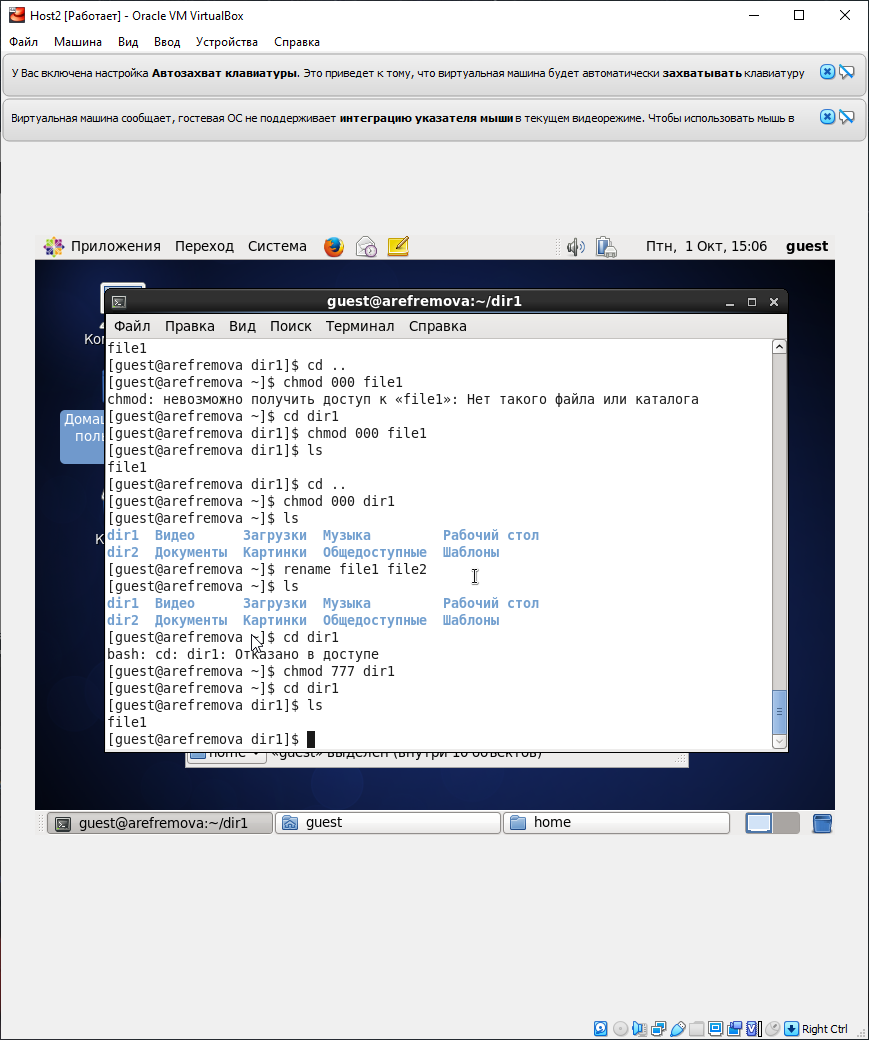 Host2 [Работает] - Oracle VM VirtualBox
Файл Машина Вид Ввод Устройства Справка
У Вас включена настройка Автозахват клавиатуры. Это приведет к тому, что виртуальная машина будет автоматически захватывать клавиатуру
Виртуальная машина сообщает, гостевая ОС не поддерживает интеграцию указателя мыши в текущем видеорежиме. Чтобы использовать мышь в
Приложения Переход Система Птн, 1 Окт, 15:06 guest
guest@arefremova:~/dir1
Файл Правка Вид Поиск Терминал Справка
file1
[guest@arefremova dir1]$ cd ..
[guest@arefremova ~]$ chmod 000 file1
chmod: невозможно получить доступ к «file1»: Нет такого файла или каталога
[guest@arefremova ~]$ cd dir1
[guest@arefremova dir1]$ chmod 000 file1
[guest@arefremova dir1]$ ls
file1
[guest@arefremova dir1]$ cd ..
[guest@arefremova ~]$ chmod 000 dir1
[guest@arefremova ~]$ ls
dir1 Видео Загрузки Музыка Рабочий стол
dir2 Документы Картинки Общедоступные Шаблоны
[guest@arefremova ~]$ rename file1 file2
[guest@arefremova ~]$ ls
dir1 Видео Загрузки Музыка Рабочий стол
dir2 Документы Картинки Общедоступные Шаблоны
[guest@arefremova ~]$ cd dir1
bash: cd: dir1: Отказано в доступе
[guest@arefremova ~]$ chmod 777 dir1
[guest@arefremova ~]$ cd dir1
[guest@arefremova dir1]$ ls
file1
[guest@arefremova dir1]$
home «guest» выделен (внутри 10 объектов)
guest@arefremova:~/dir1 guest home
Right Ctrl